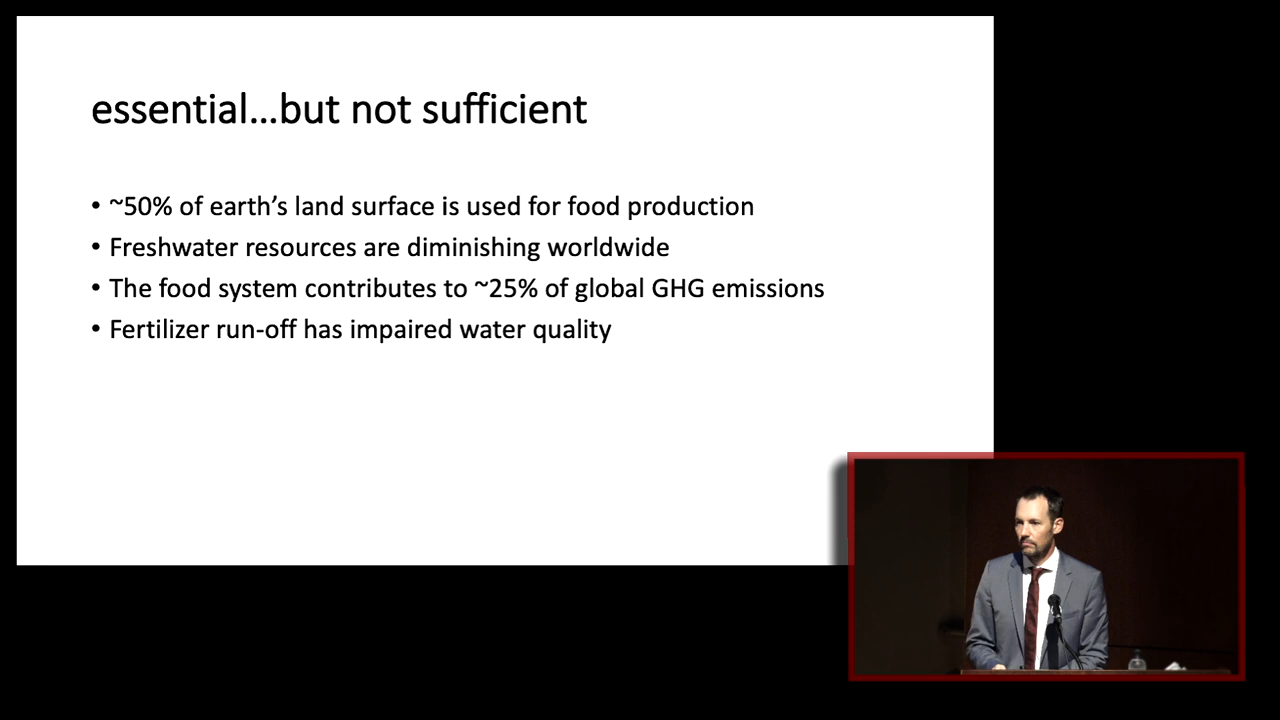 essential...but not sufficient
• ~50% of earth's land surface is used for food production
• Freshwater resources are diminishing worldwide
• The food system contributes to ~25% of global GHG emissions
• Fertilizer run-off has impaired water quality